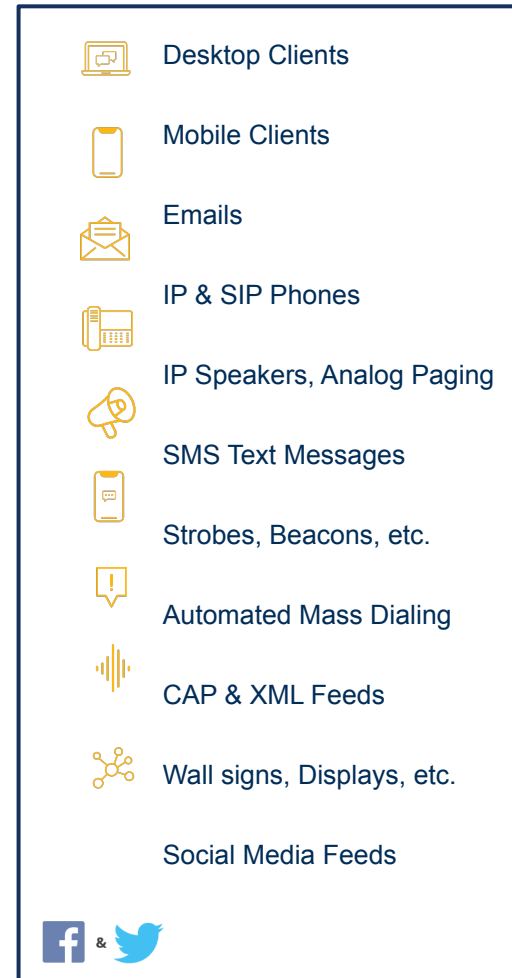 Desktop Clients
Mobile Clients
Emails
IP & SIP Phones
IP Speakers, Analog Paging
SMS Text Messages
Strobes, Beacons, etc.
Automated Mass Dialing
CAP & XML Feeds
Wall signs, Displays, etc.
Social Media Feeds
&